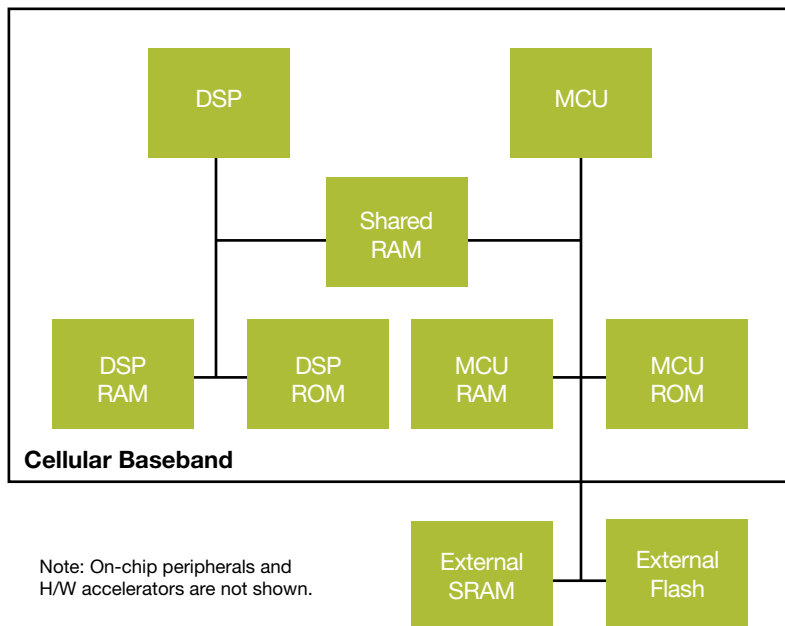 DSP
MCU
Shared
RAM
DSP
RAM
DSP
ROM
MCU
RAM
MCU
ROM
Cellular Baseband
Note: On-chip peripherals and
H/W accelerators are not shown.
External
SRAM
External
Flash